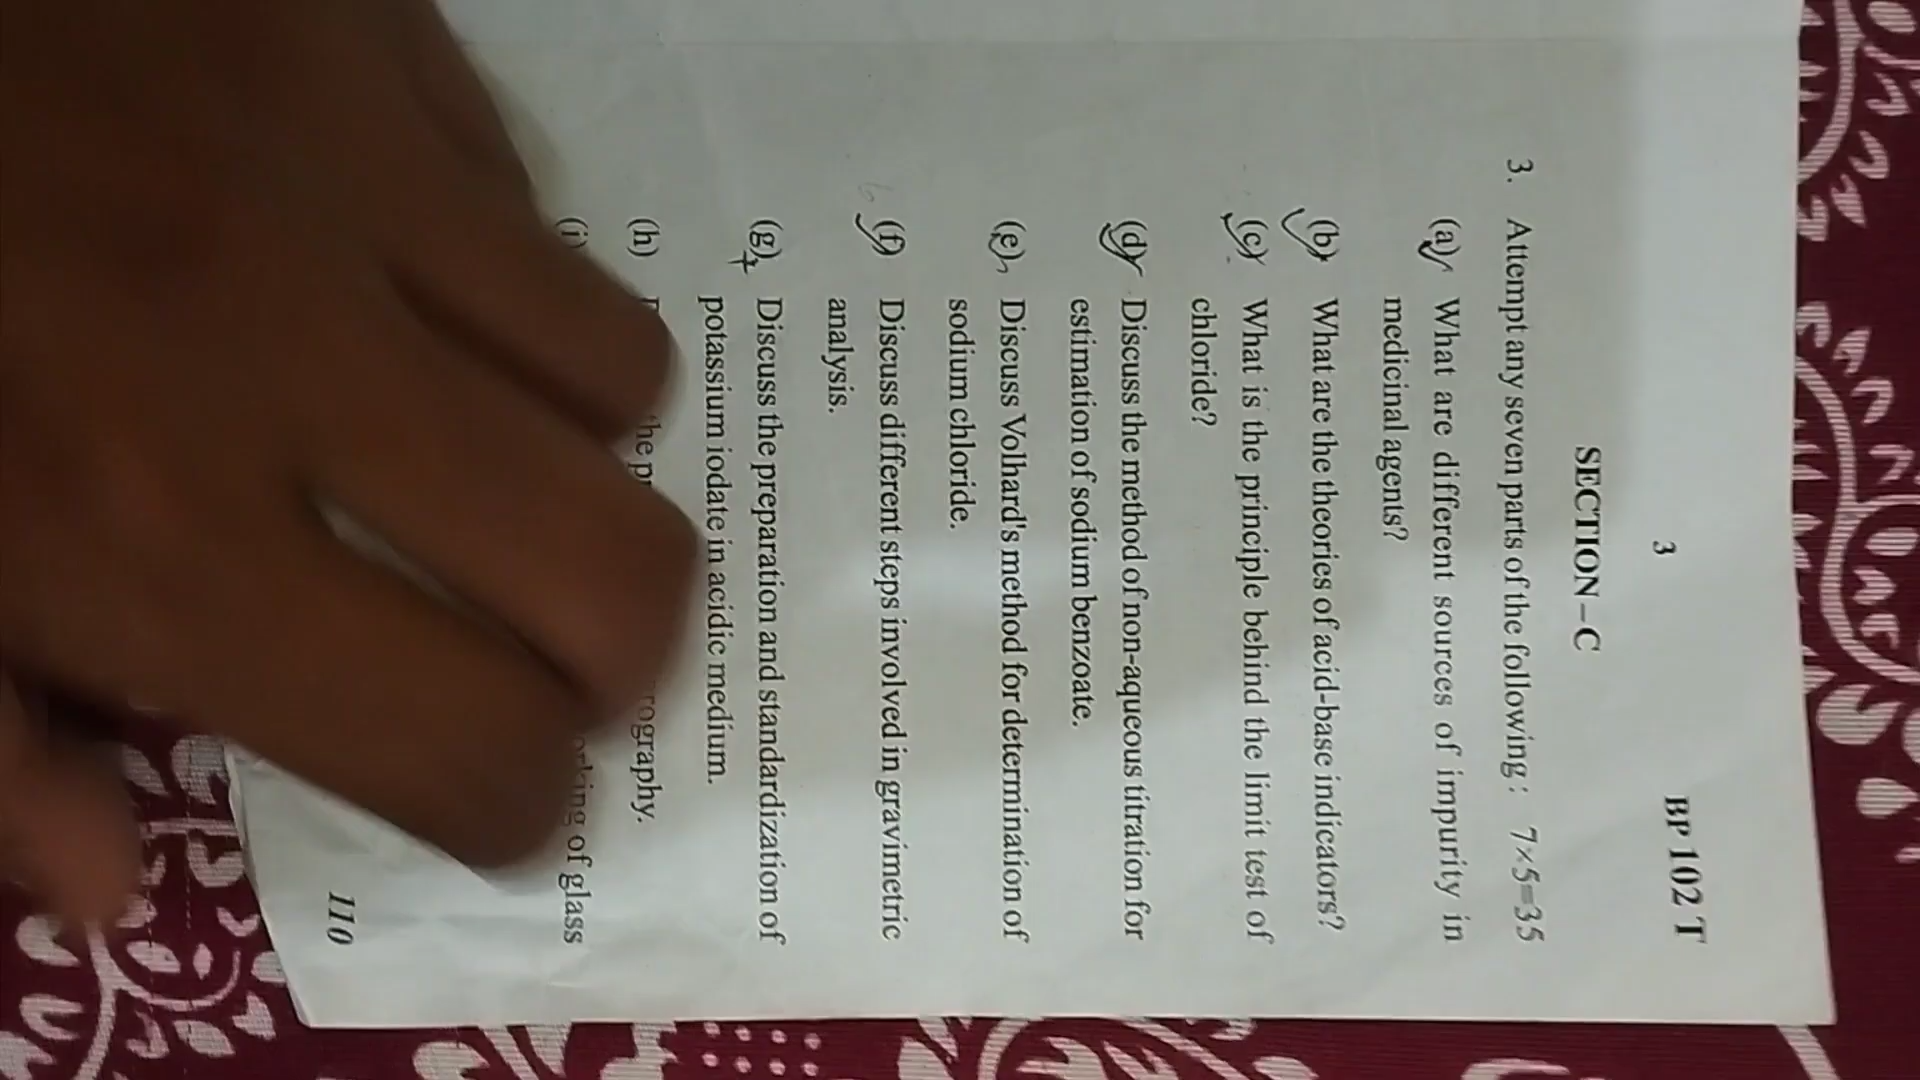 3
BP 102 T
SECTION – C
3. Attempt any seven parts of the following : 7×5=35
(a) What are different sources of impurity in
medicinal agents?
(b) What are the theories of acid-base indicators?
(c) What is the principle behind the limit test of
chloride?
(d) Discuss the method of non-aqueous titration for
estimation of sodium benzoate.
(e) Discuss Volhard's method for determination of
sodium chloride.
(f) Discuss different steps involved in gravimetric
analysis.
(g) Discuss the preparation and standardization of
potassium iodate in acidic medium.
(h)
(i) of glass
110